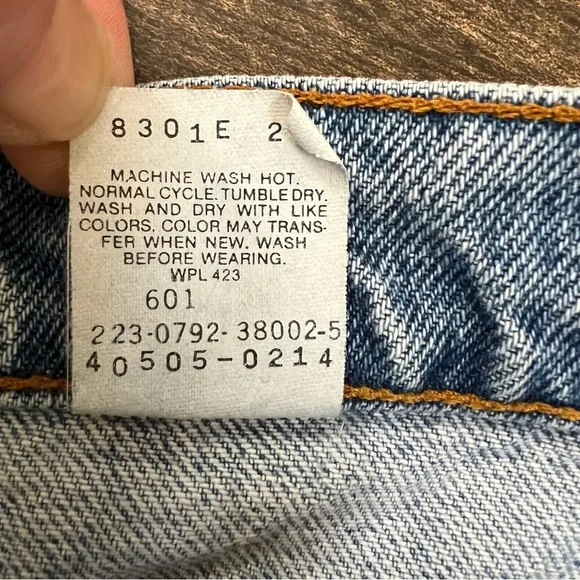 8301E 2
MACHINE WASH HOT.
NORMAL CYCLE. TUMBLE DRY.
WASH AND DRY WITH LIKE
COLORS. COLOR MAY TRANS-
FER WHEN NEW. WASH
BEFORE WEARING.
WPL 423
601
223-0792-38002-5
40505-0214